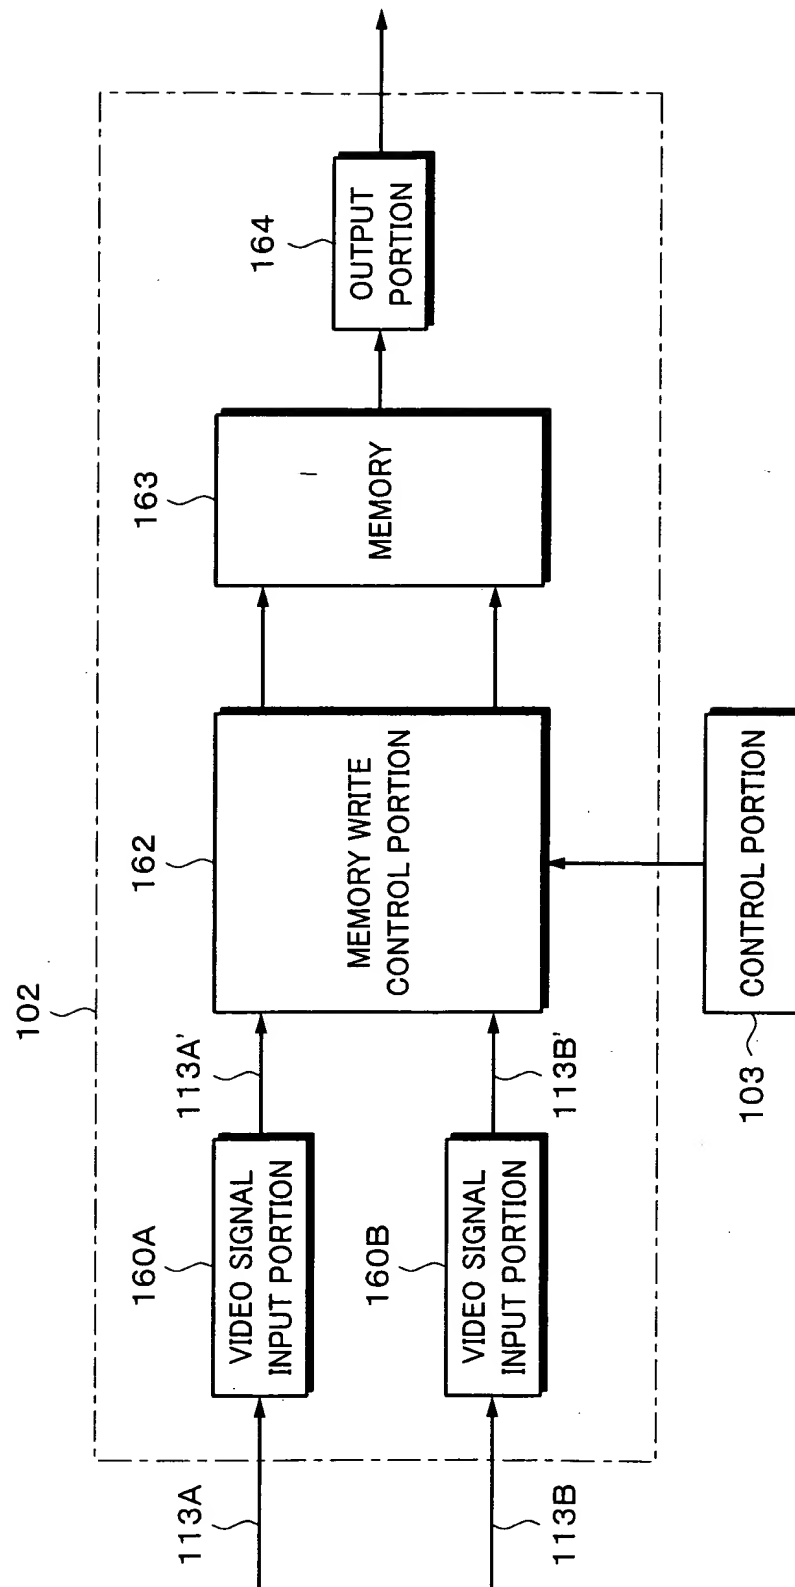 102
113A
160A
VIDEO SIGNAL
INPUT PORTION
113A'
162
MEMORY WRITE
CONTROL PORTION
163
MEMORY
164
OUTPUT
PORTION
113B
160B
VIDEO SIGNAL
INPUT PORTION
113B'
103
CONTROL PORTION